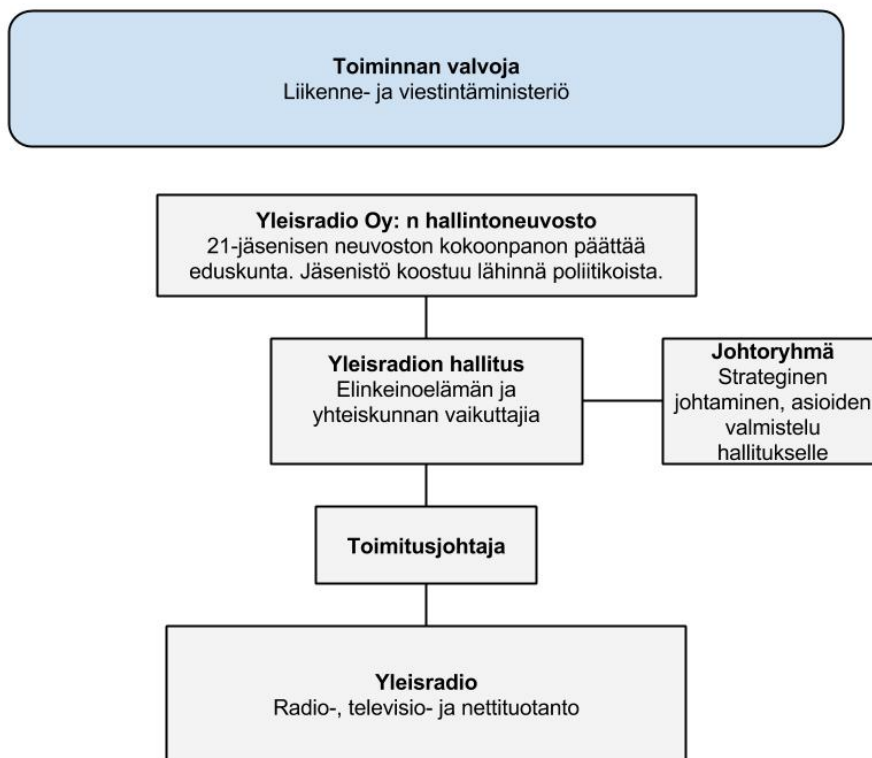 Toiminnan valvoja
Liikenne- ja viestintäministeriö
Yleisradio Oy: n hallintoneuvosto
21-jäsenisen neuvoston kokoonpanon päättää
eduskunta. Jäsenistö koostuu lähinnä poliitikoista.
Yleisradion hallitus
Elinkeinoelämän ja
yhteiskunnan vaikuttajia
Johtoryhmä
Strateginen
johtaminen, asioiden
valmistelu
hallitukselle
Toimitusjohtaja
Yleisradio
Radio-, televisio- ja nettituotanto